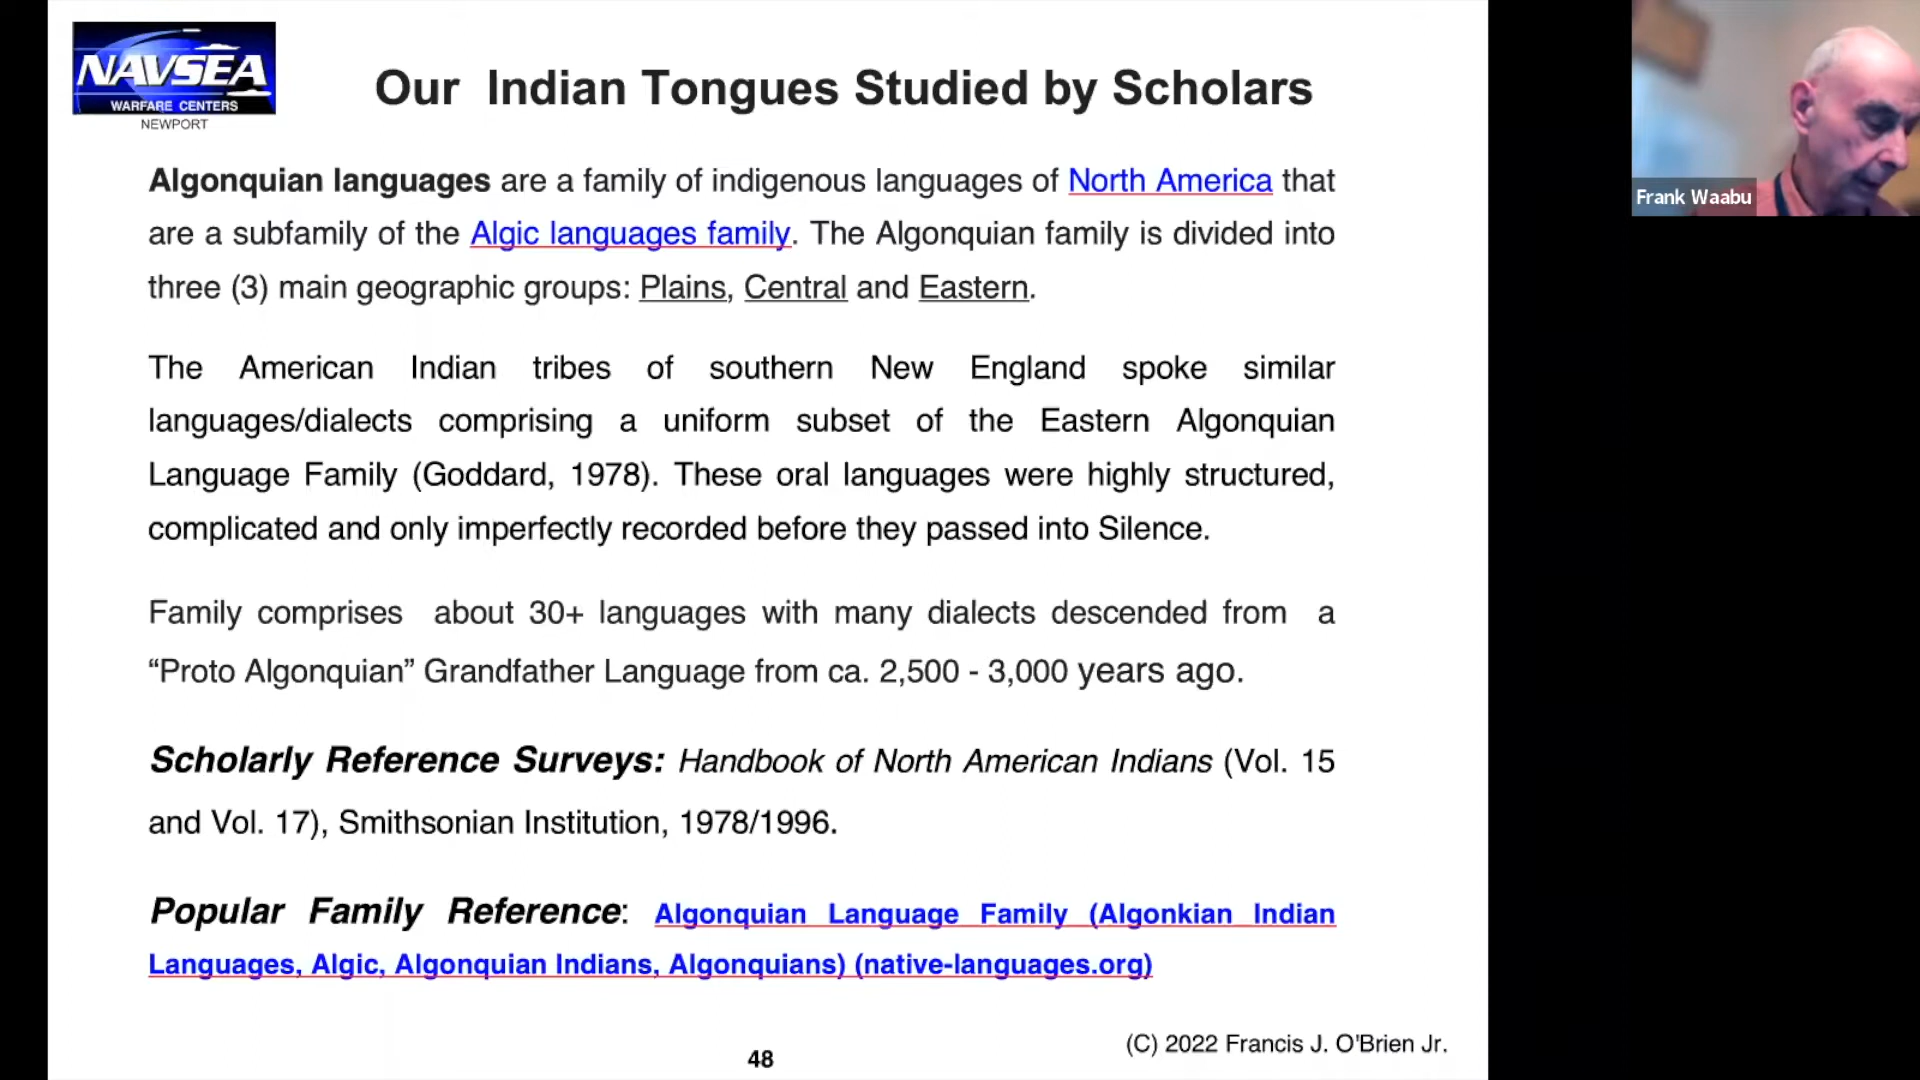 NAVSEA
WARFARE CENTERS
NEWPORT
Our Indian Tongues Studied by Scholars
Algonquian languages are a family of indigenous languages of North America that
are a subfamily of the Algic languages family. The Algonquian family is divided into
three (3) main geographic groups: Plains, Central and Eastern.
The American Indian tribes of southern New England spoke similar
languages/dialects comprising a uniform subset of the Eastern Algonquian
Language Family (Goddard, 1978). These oral languages were highly structured,
complicated and only imperfectly recorded before they passed into Silence.
Family comprises about 30+ languages with many dialects descended from a
“Proto Algonquian” Grandfather Language from ca. 2,500 - 3,000 years ago.
Scholarly Reference Surveys: Handbook of North American Indians (Vol. 15
and Vol. 17), Smithsonian Institution, 1978/1996.
Popular Family Reference: Algonquian Language Family (Algonkian Indian
Languages, Algic, Algonquian Indians, Algonquians) (native-languages.org)
48
(C) 2022 Francis J. O'Brien Jr.
Frank Waabu